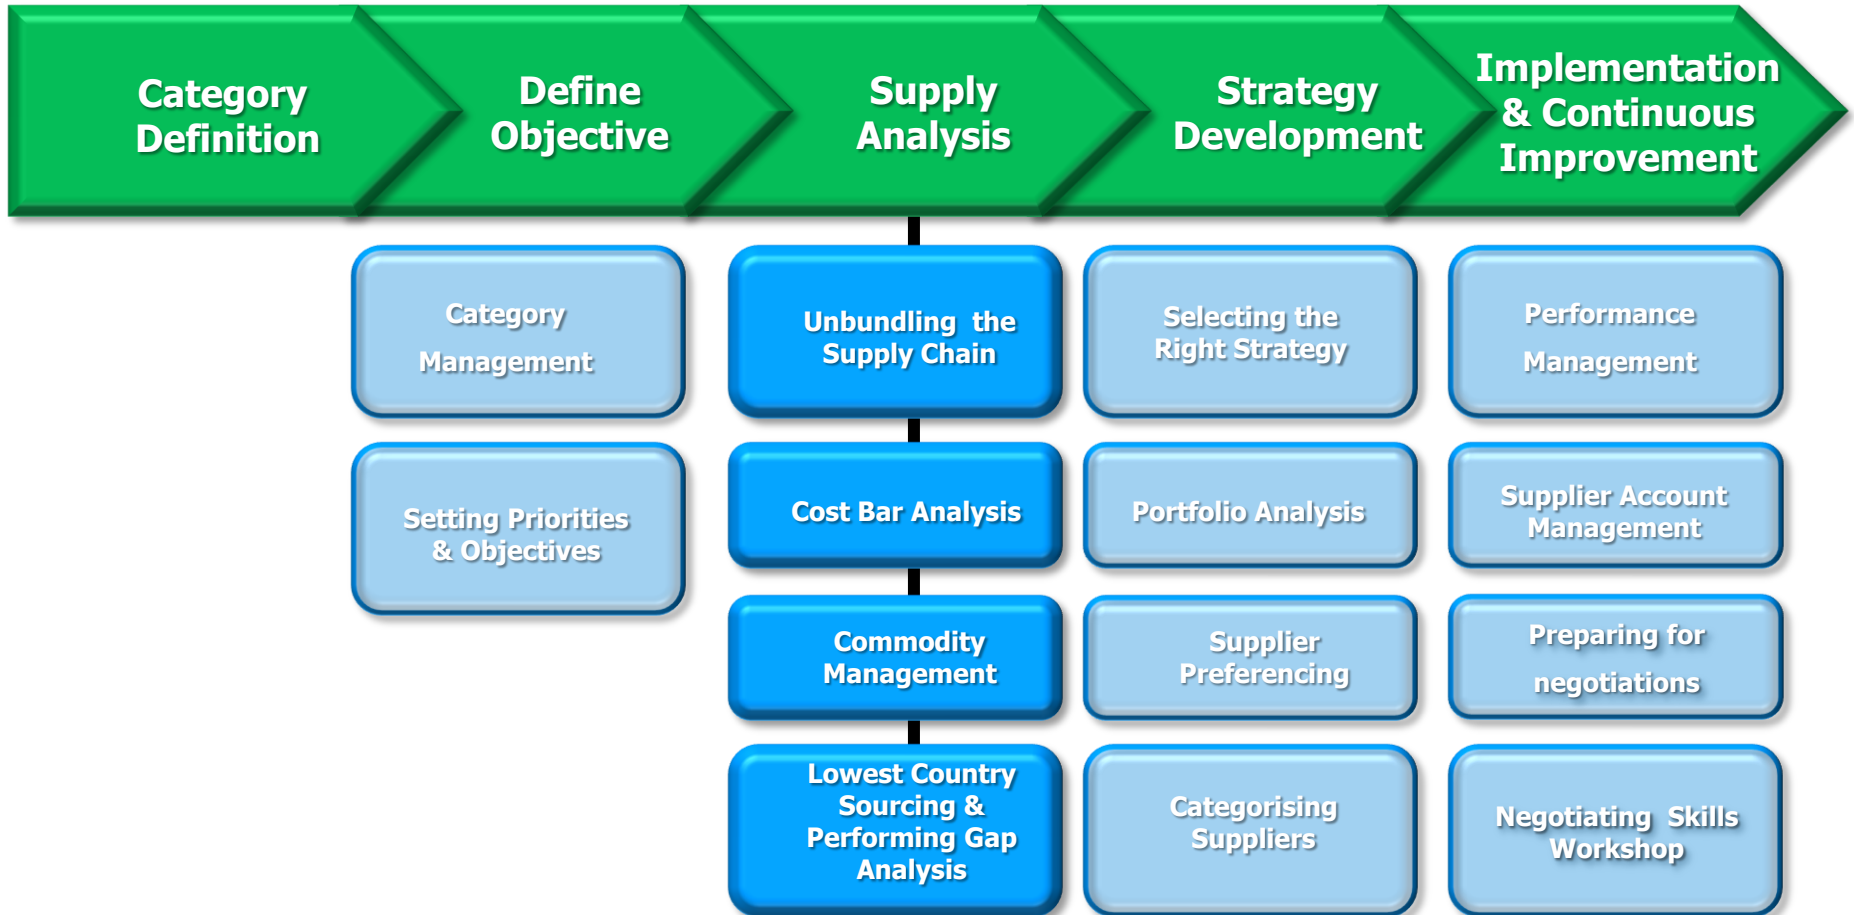 Category
Definition
Define
Objective
Supply
Analysis
Strategy
Development
Implementation
& Continuous
Improvement
Category
Management
Setting Priorities
& Objectives
Unbundling  the
Supply Chain
Cost Bar Analysis
Commodity
Management
Lowest Country
Sourcing &
Performing Gap
Analysis
Selecting the
Right Strategy
Portfolio Analysis
Supplier
Preferencing
Categorising
Suppliers
Performance
Management
Supplier Account
Management
Preparing for
negotiations
Negotiating  Skills
Workshop